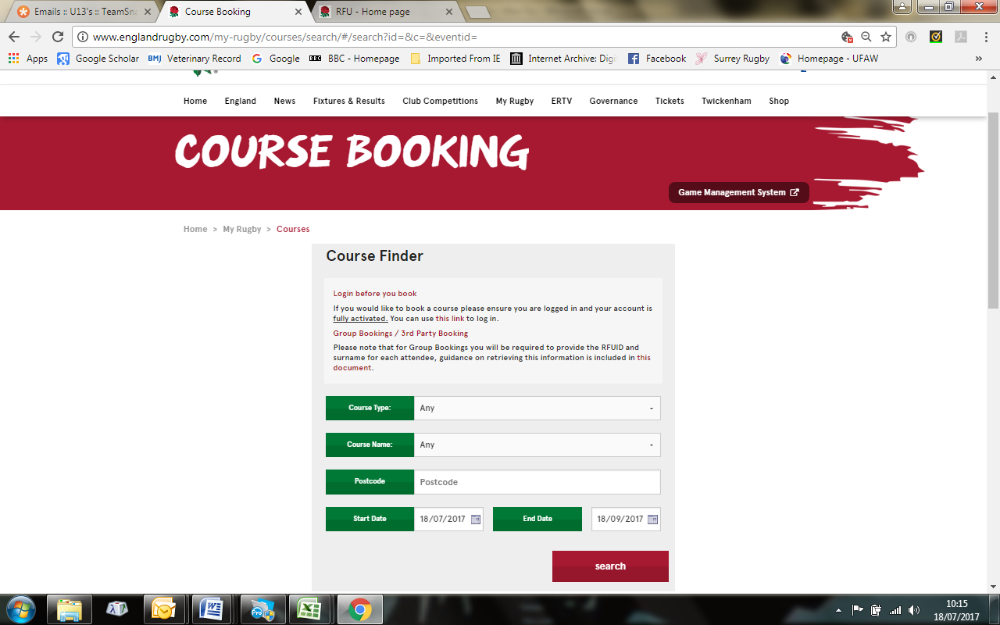 Emails :: U13's :: TeamSna
Course Booking
RFU - Home page
www.englandrugby.com/my-rugby/courses/search/#/search?id=&c=&eventid=
Apps
Google Scholar
BMJ Veterinary Record
Google
BBC - Homepage
Imported From IE
Internet Archive: Digi
Facebook
Surrey Rugby
Homepage - UFAW
»
Home England News Fixtures & Results Club Competitions My Rugby ERTV Governance Tickets Twickenham Shop
COURSE BOOKING
Game Management System
Home > My Rugby > Courses
Course Finder
Login before you book
If you would like to book a course please ensure you are logged in and your account is
fully activated. You can use this link to log in.
Group Bookings / 3rd Party Booking
Please note that for Group Bookings you will be required to provide the RFUID and
surname for each attendee, guidance on retrieving this information is included in this
document.
Course Type: Any
Course Name: Any
Postcode Postcode
Start Date 18/07/2017 End Date 18/09/2017
search
10:15
18/07/2017